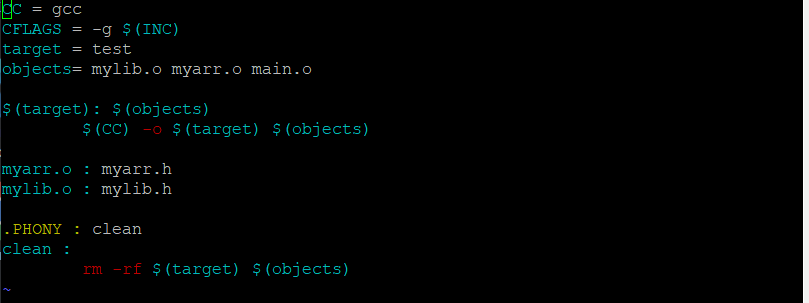 CC = gcc
CFLAGS = -g $(INC)
target = test
objects= mylib.o myarr.o main.o
$(target): $(objects)
$(CC) -o $(target) $(objects)
myarr.o : myarr.h
mylib.o : mylib.h
.PHONY : clean
clean :
rm -rf $(target) $(objects)
~